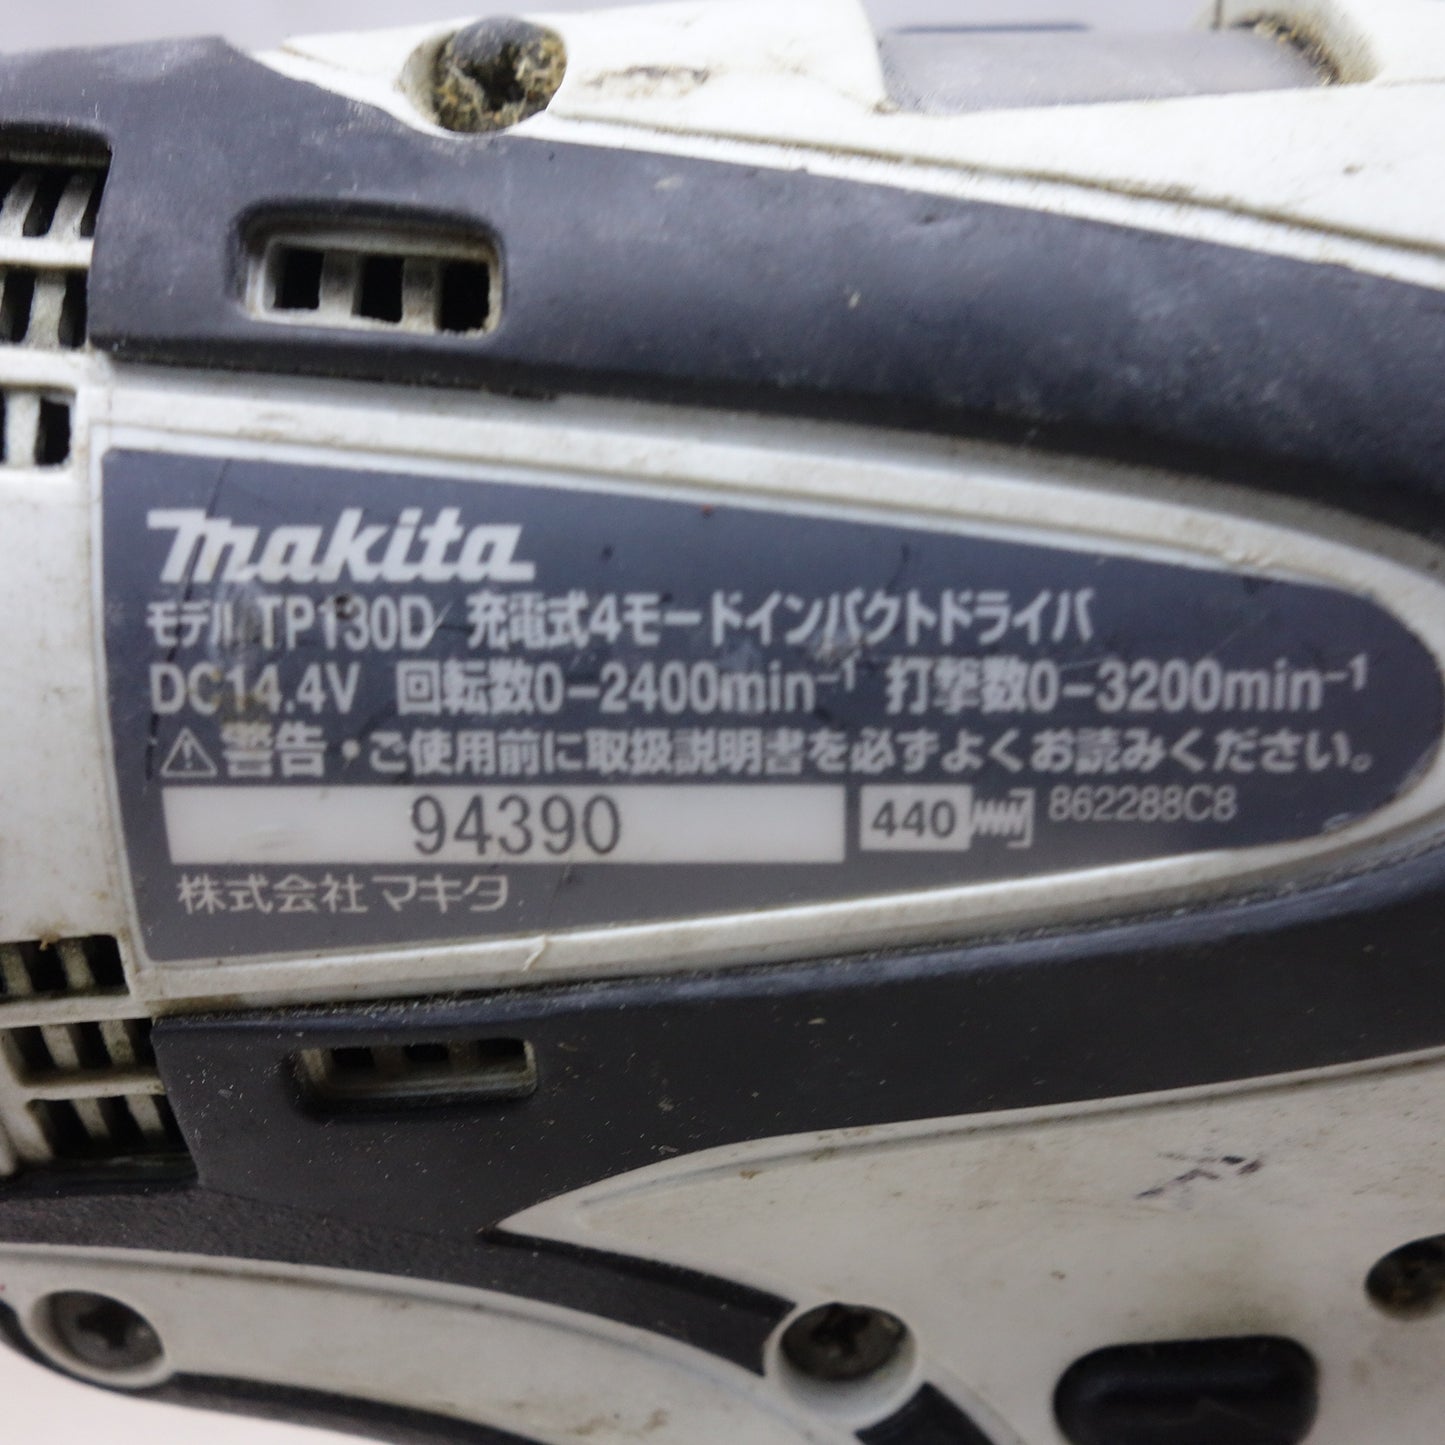 makita
モデル TP130D 充電式4モードインパクトドライバ
DC14.4V 回転数0-2400min⁻¹ 打撃数0-3200min⁻¹
⚠警告・ご使用前に取扱説明書を必ずよくお読みください。
94390 440 862288C8
株式会社マキタ